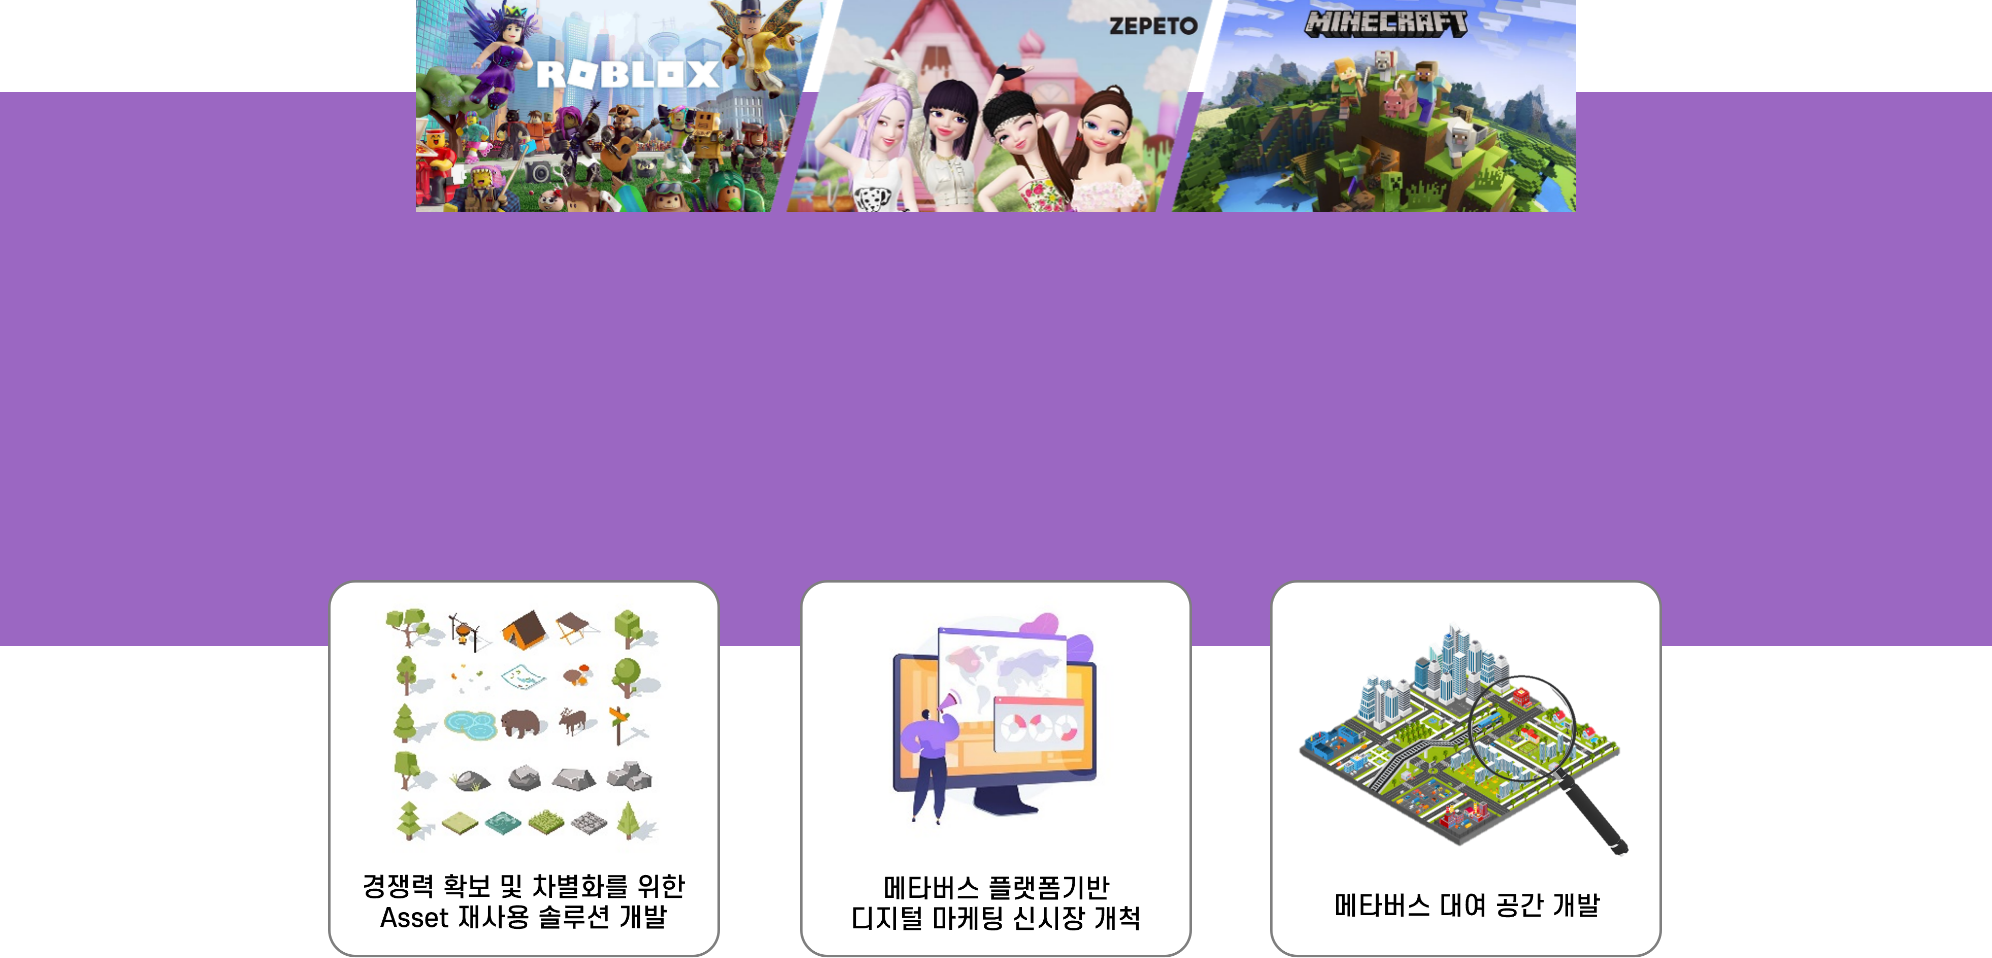 ROBLOX
ZEPETO
MINECRAFT
경쟁력 확보 및 차별화를 위한
Asset 재사용 솔루션 개발
메타버스 플랫폼기반
디지털 마케팅 신시장 개척
메타버스 대여 공간 개발